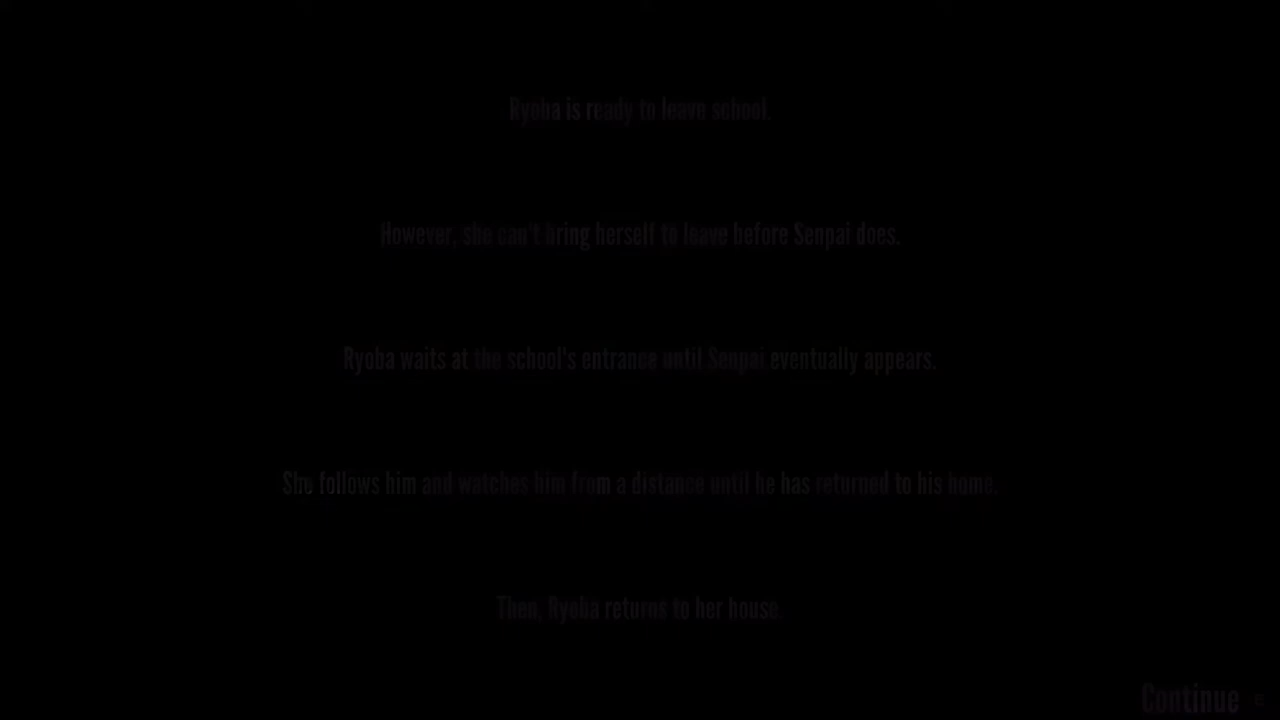 Ryoba is ready to leave school.
However, she can't bring herself to leave before Senpai does.
Ryoba waits at the school's entrance until Senpai eventually appears.
She follows him and watches him from a distance until he has returned to his home.
Then, Ryoba returns to her house.
Continue E